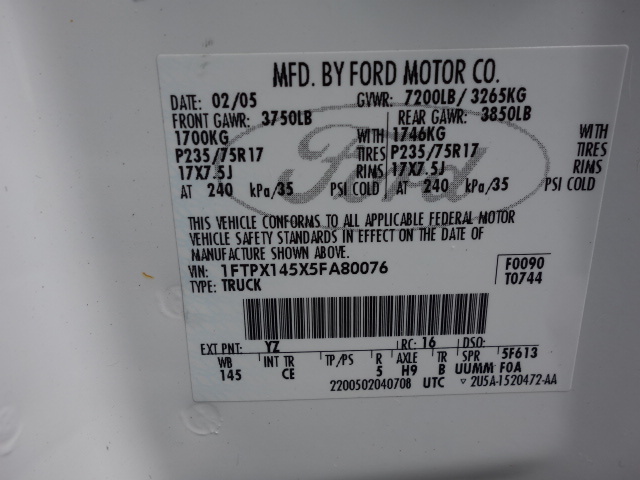 MFD. BY FORD MOTOR CO.
DATE: 02/05 GVWR: 7200LB/ 3265KG
FRONT GAWR: 3750LB REAR GAWR: 3850LB
1700KG WITH 1746KG WITH
P235/75R17 TIRES P235/75R17 TIRES
17X7.5J RIMS 17X7.5J RIMS
AT 240 kPa/35 PSI COLD AT 240 kPa/35 PSI COLD
Ford
THIS VEHICLE CONFORMS TO ALL APPLICABLE FEDERAL MOTOR
VEHICLE SAFETY STANDARDS IN EFFECT ON THE DATE OF
MANUFACTURE SHOWN ABOVE.
VIN: 1FTPX145X5FA80076 F0090
TYPE: TRUCK T0744
EXT PNT: YZ RC: 16 DSO:
WB INT TR TP/PS R AXLE TR SPR 5F613
145 CE 5 H9 B UUMM F0A
2200502040708 UTC ▽ 2U5A-1520472-AA